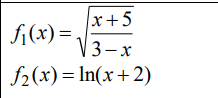 f₁(x) = √((x+5)/(3−x))
f₂(x) = ln(x+2)